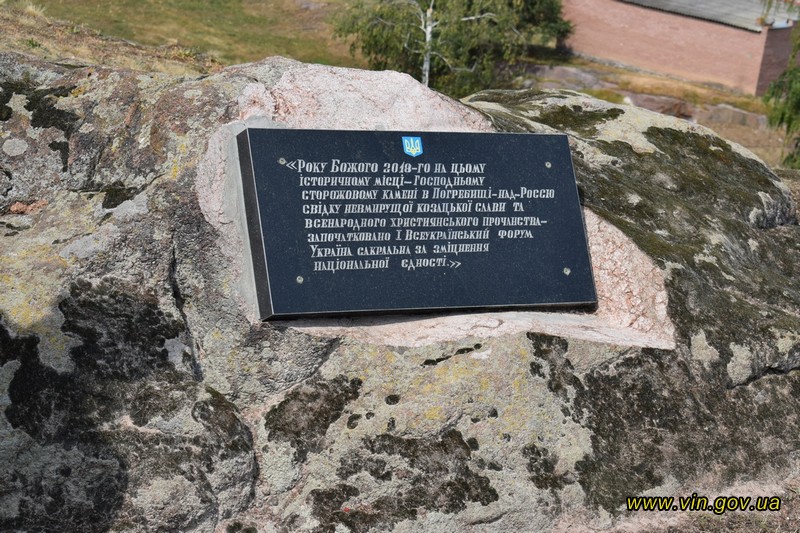 «Року Божого 2018-го на цьому
історичному місці–Господньому
сторожовому камені в Погребищі-над-Россю
свідку невмирущої козацької слави та
всенародного християнського прочанства–
започатковано І Всеукраїнський форум
Україна сакральна за зміцнення
національної єдності.»
www.vin.gov.ua